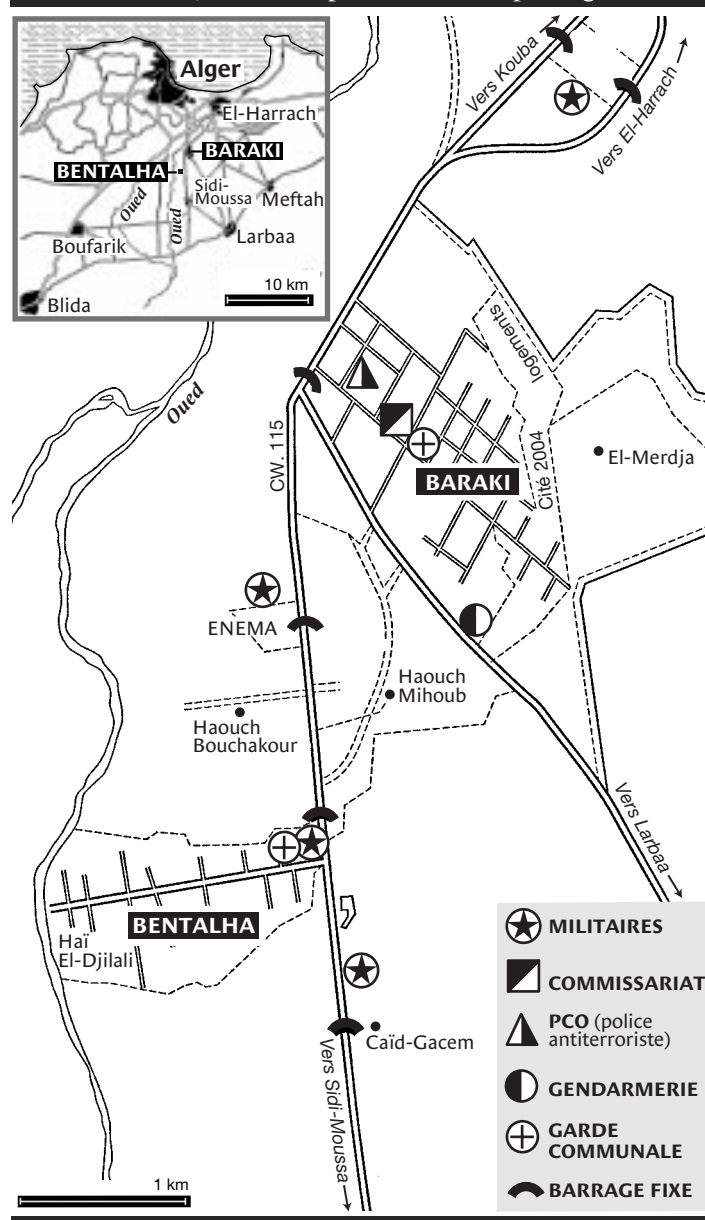 Alger
El-Harrach
BARAKI
BENTALHA
Sidi-
Moussa
Meftah
Oued
Oued
Boufarik
Larbaa
10 km
Blida
Vers Kouba
Vers El-Harrach
Oued
logements
Cité 2004
El-Merdja
CW. 115
BARAKI
ENEMA
Haouch
Mihoub
Haouch
Bouchakour
Vers Larbaa
BENTALHA
Haï
El-Djilali
Caïd-Gacem
Vers Sidi-Moussa
1 km
MILITAIRES
COMMISSARIAT
PCO (police
antiterroriste)
GENDARMERIE
GARDE
COMMUNALE
BARRAGE FIXE